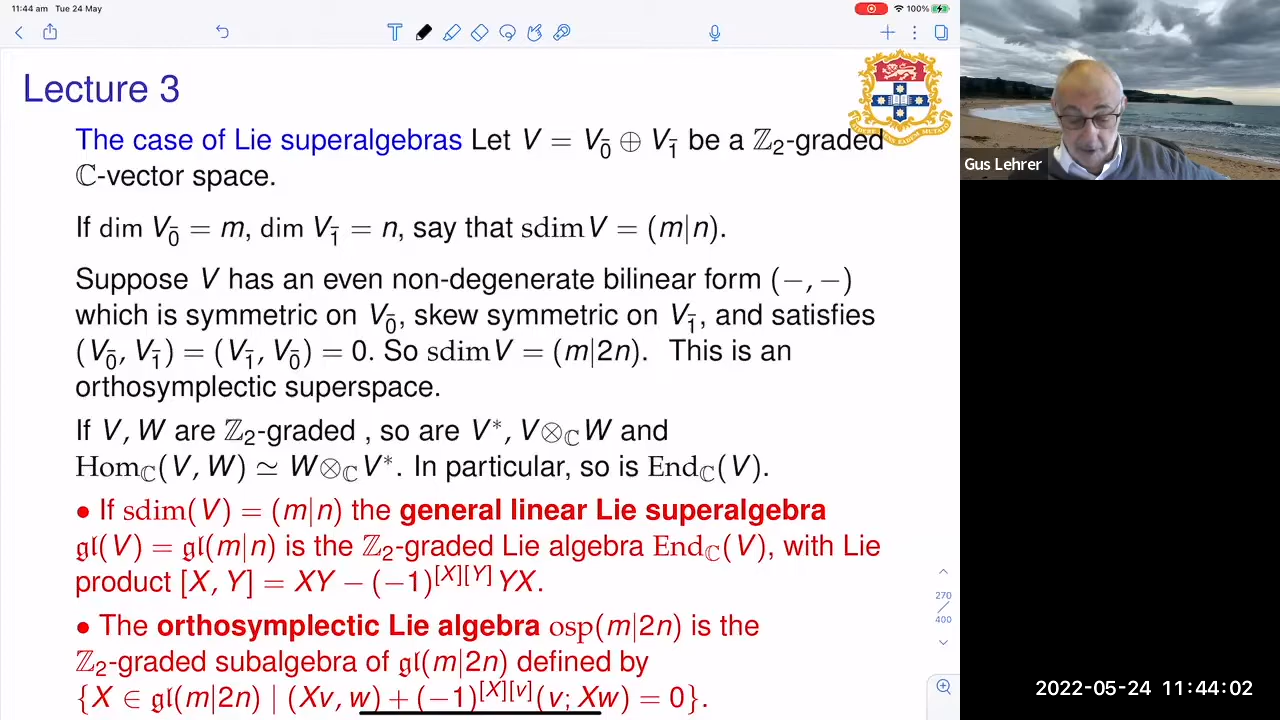 11:44 am Tue 24 May
100%
Lecture 3
The case of Lie superalgebras Let V = V_0̄ ⊕ V_1̄ be a ℤ₂-graded
ℂ-vector space.
If dim V_0̄ = m, dim V_1̄ = n, say that sdim V = (m|n).
Suppose V has an even non-degenerate bilinear form (−, −)
which is symmetric on V_0̄, skew symmetric on V_1̄, and satisfies
(V_0̄, V_1̄) = (V_1̄, V_0̄) = 0. So sdim V = (m|2n). This is an
orthosymplectic superspace.
If V, W are ℤ₂-graded , so are V*, V⊗_ℂ W and
Hom_ℂ(V, W) ≃ W⊗_ℂ V*. In particular, so is End_ℂ(V).
• If sdim(V) = (m|n) the general linear Lie superalgebra
𝔤𝔩(V) = 𝔤𝔩(m|n) is the ℤ₂-graded Lie algebra End_ℂ(V), with Lie
product [X, Y] = XY − (−1)^{[X][Y]} YX.
• The orthosymplectic Lie algebra osp(m|2n) is the
ℤ₂-graded subalgebra of 𝔤𝔩(m|2n) defined by
{X ∈ 𝔤𝔩(m|2n) | (Xv, w) + (−1)^{[X][v]}(v; Xw) = 0}.
270
400
Gus Lehrer
2022-05-24 11:44:02